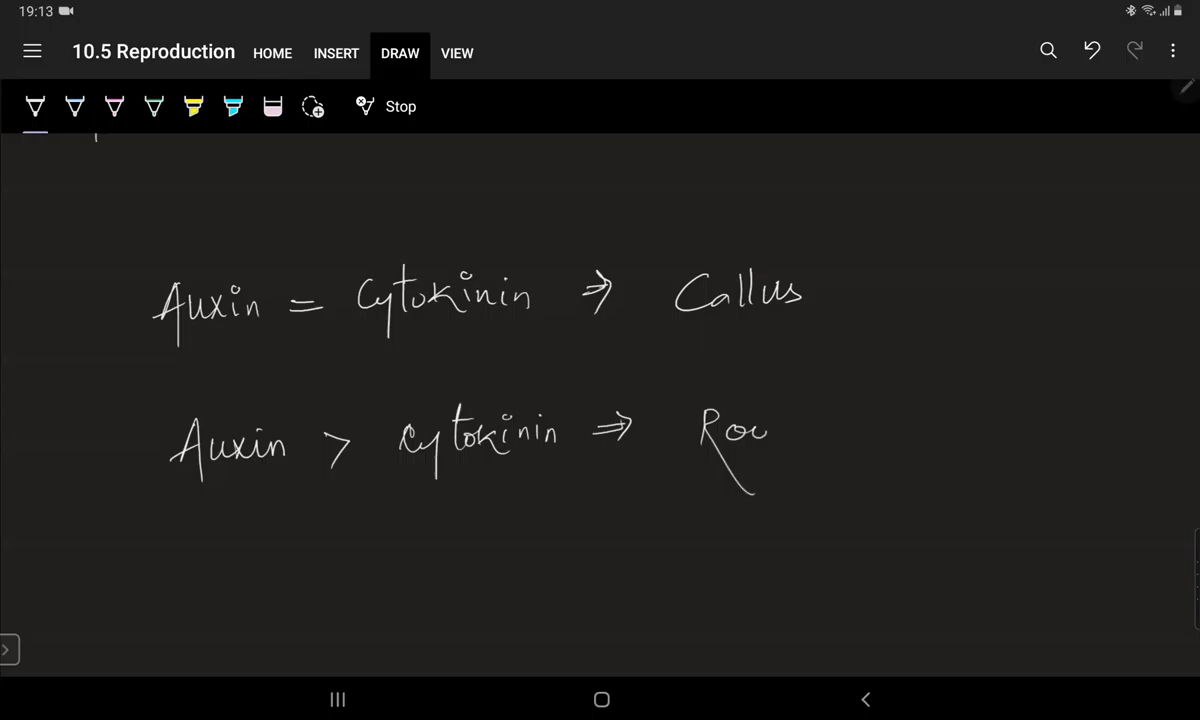 19:13
10.5 Reproduction HOME INSERT DRAW VIEW
Stop
Auxin = Cytokinin ⇒ Callus
Auxin > Cytokinin ⇒ Roo